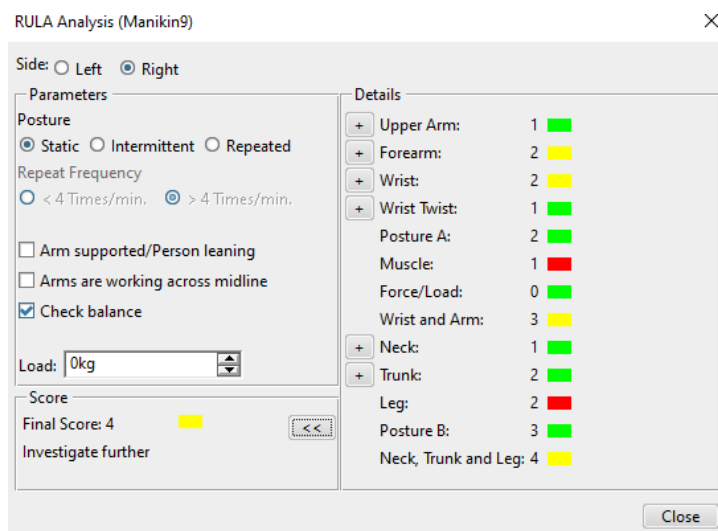 RULA Analysis (Manikin9)
Side: Left Right
Parameters
Posture
Static Intermittent Repeated
Repeat Frequency
< 4 Times/min. > 4 Times/min.
Arm supported/Person leaning
Arms are working across midline
Check balance
Load: 0kg
Score
Final Score: 4
<<
Investigate further
Details
+ Upper Arm: 1
+ Forearm: 2
+ Wrist: 2
+ Wrist Twist: 1
Posture A: 2
Muscle: 1
Force/Load: 0
Wrist and Arm: 3
+ Neck: 1
+ Trunk: 2
Leg: 2
Posture B: 3
Neck, Trunk and Leg: 4
Close